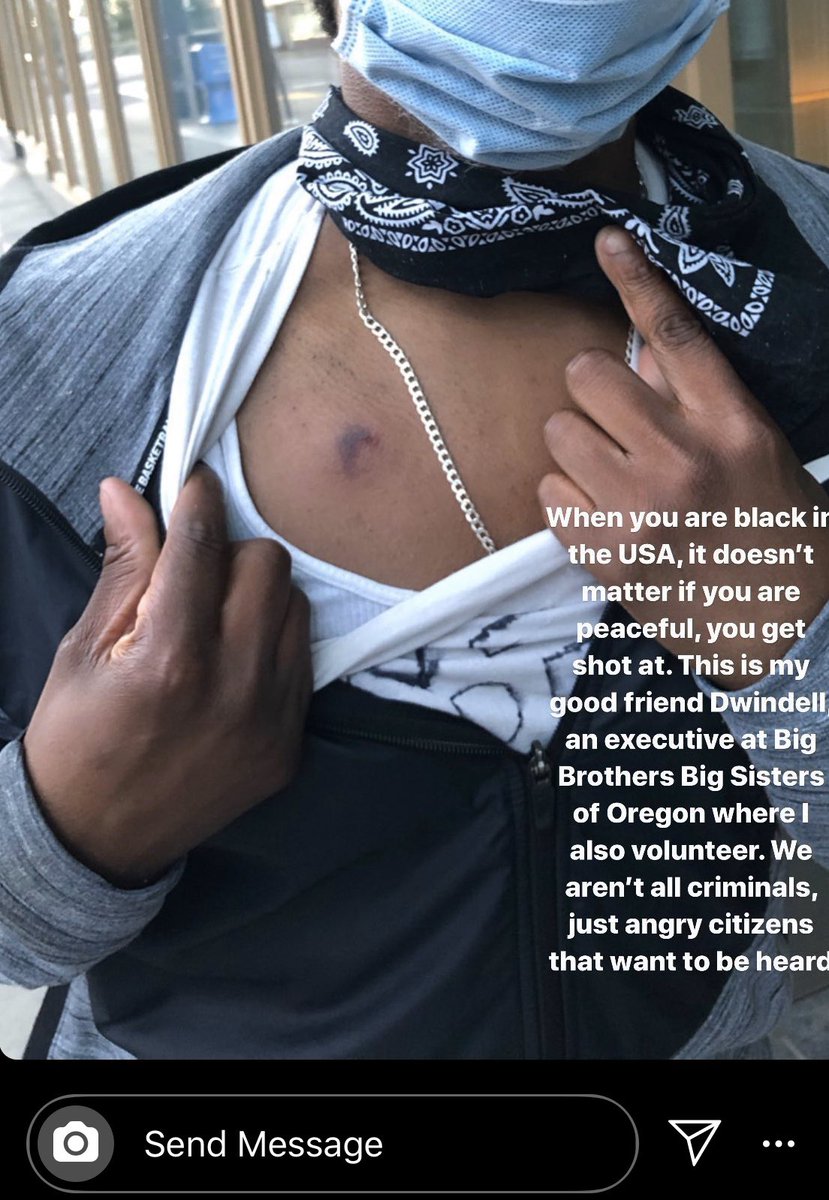 When you are black in
the USA, it doesn't
matter if you are
peaceful, you get
shot at. This is my
good friend Dwindell,
an executive at Big
Brothers Big Sisters
of Oregon where I
also volunteer. We
aren't all criminals,
just angry citizens
that want to be heard
Send Message